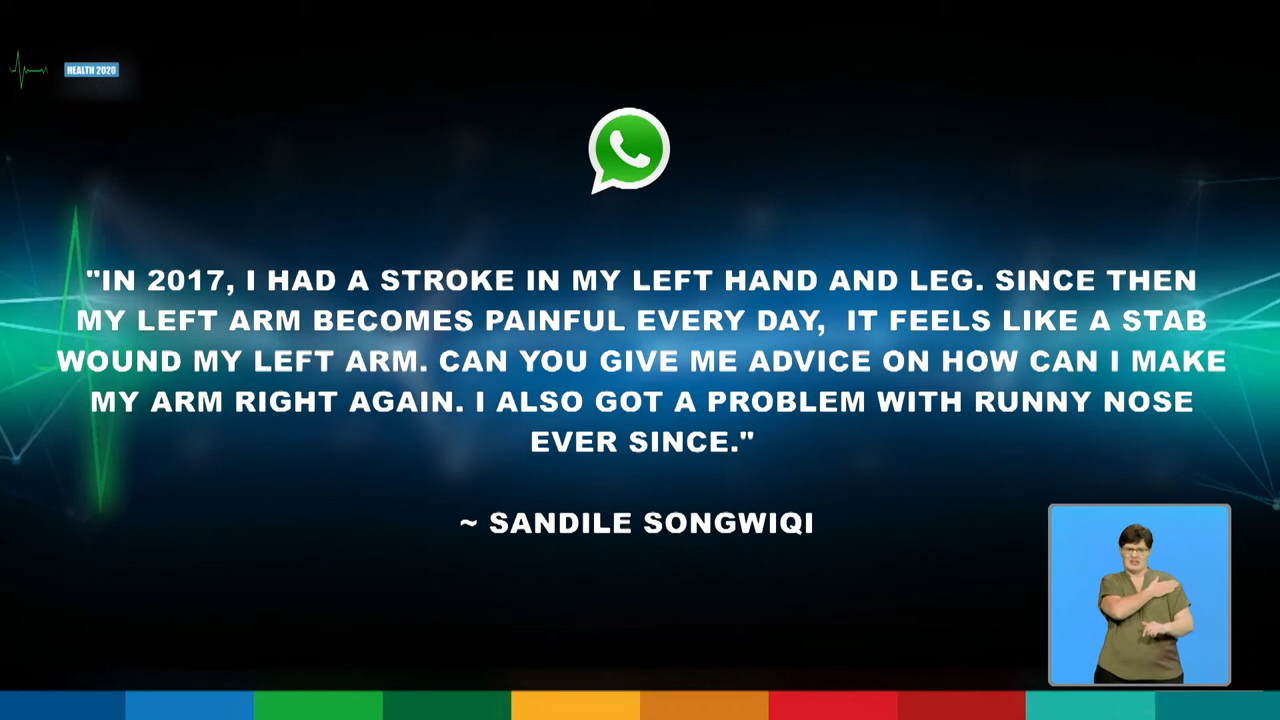 HEALTH 2020
"IN 2017, I HAD A STROKE IN MY LEFT HAND AND LEG. SINCE THEN
MY LEFT ARM BECOMES PAINFUL EVERY DAY,  IT FEELS LIKE A STAB
WOUND MY LEFT ARM. CAN YOU GIVE ME ADVICE ON HOW CAN I MAKE
MY ARM RIGHT AGAIN. I ALSO GOT A PROBLEM WITH RUNNY NOSE
EVER SINCE."
~ SANDILE SONGWIQI